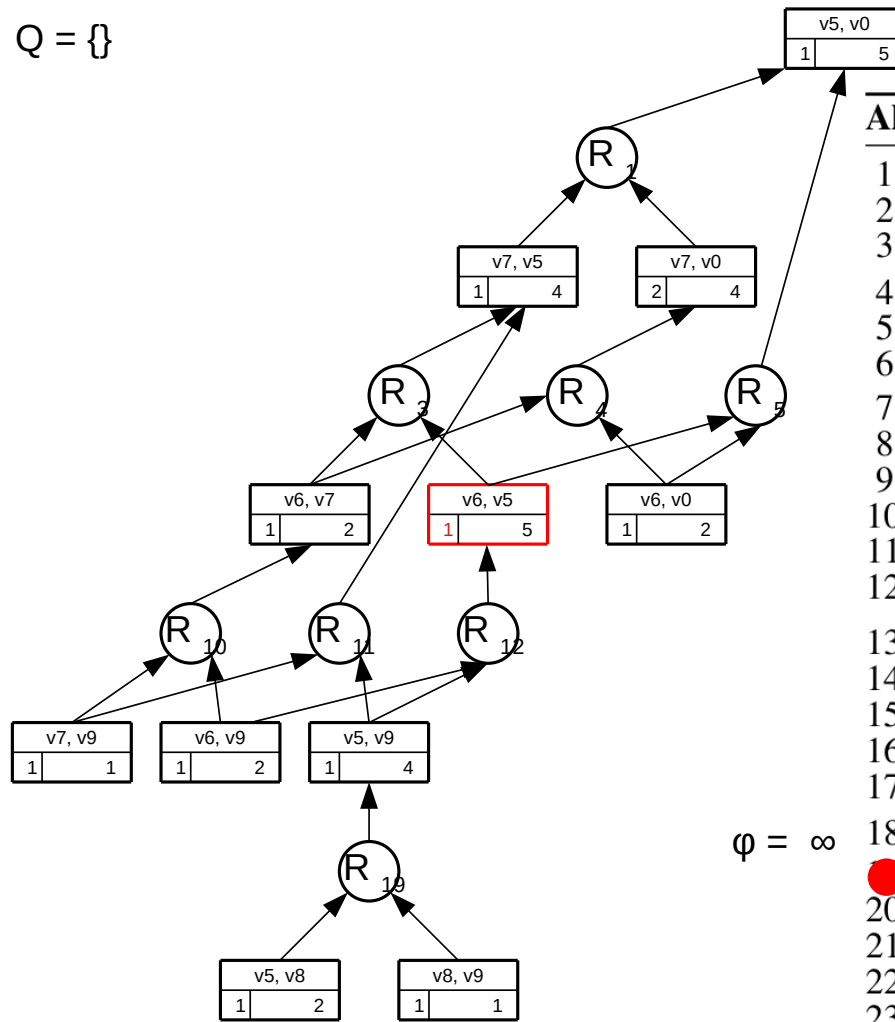 Q = {}
v5, v0
1 5
Al
R 1
1
2
3
v7, v5
1 4
v7, v0
2 4
4
5
6
R 3
R 4
R 5
7
8
9
v6, v7
1 2
v6, v5
1 5
v6, v0
1 2
10
11
12
R 10
R 11
R 12
13
14
15
v7, v9
1 1
v6, v9
1 2
v5, v9
1 4
16
17
φ = ∞
18
R 19
20
21
v5, v8
1 2
v8, v9
1 1
22
23